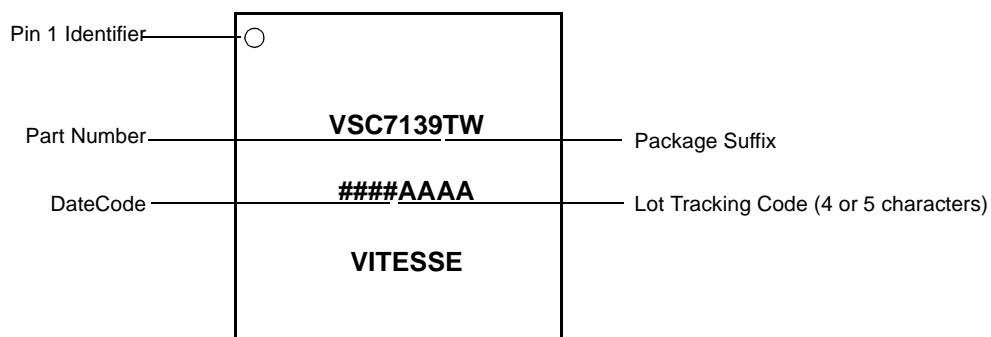 Pin 1 Identifier
VSC7139TW
Part Number
Package Suffix
####AAAA
DateCode
Lot Tracking Code (4 or 5 characters)
VITESSE